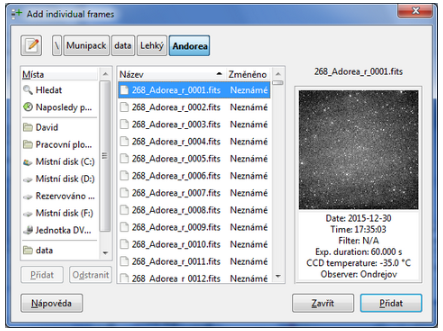 Add individual frames
\ Munipack data Lehký Andorea
Místa
Hledat
Naposledy p...
David
Pracovní plo...
Místní disk (C:)
Místní disk (D:)
Rezervováno ...
Místní disk (F:)
Jednotka DV...
data
Přidat Odstranit
Název Změněno
268_Adorea_r_0001.fits Neznámé
268_Adorea_r_0002.fits Neznámé
268_Adorea_r_0003.fits Neznámé
268_Adorea_r_0004.fits Neznámé
268_Adorea_r_0005.fits Neznámé
268_Adorea_r_0006.fits Neznámé
268_Adorea_r_0007.fits Neznámé
268_Adorea_r_0008.fits Neznámé
268_Adorea_r_0009.fits Neznámé
268_Adorea_r_0010.fits Neznámé
268_Adorea_r_0011.fits Neznámé
268_Adorea_r_0012.fits Neznámé
268_Adorea_r_0001.fits
Date: 2015-12-30
Time: 17:35:03
Filter: N/A
Exp. duration: 60.000 s
CCD temperature: -35.0 °C
Observer: Ondrejov
Nápověda Zavřít Přidat